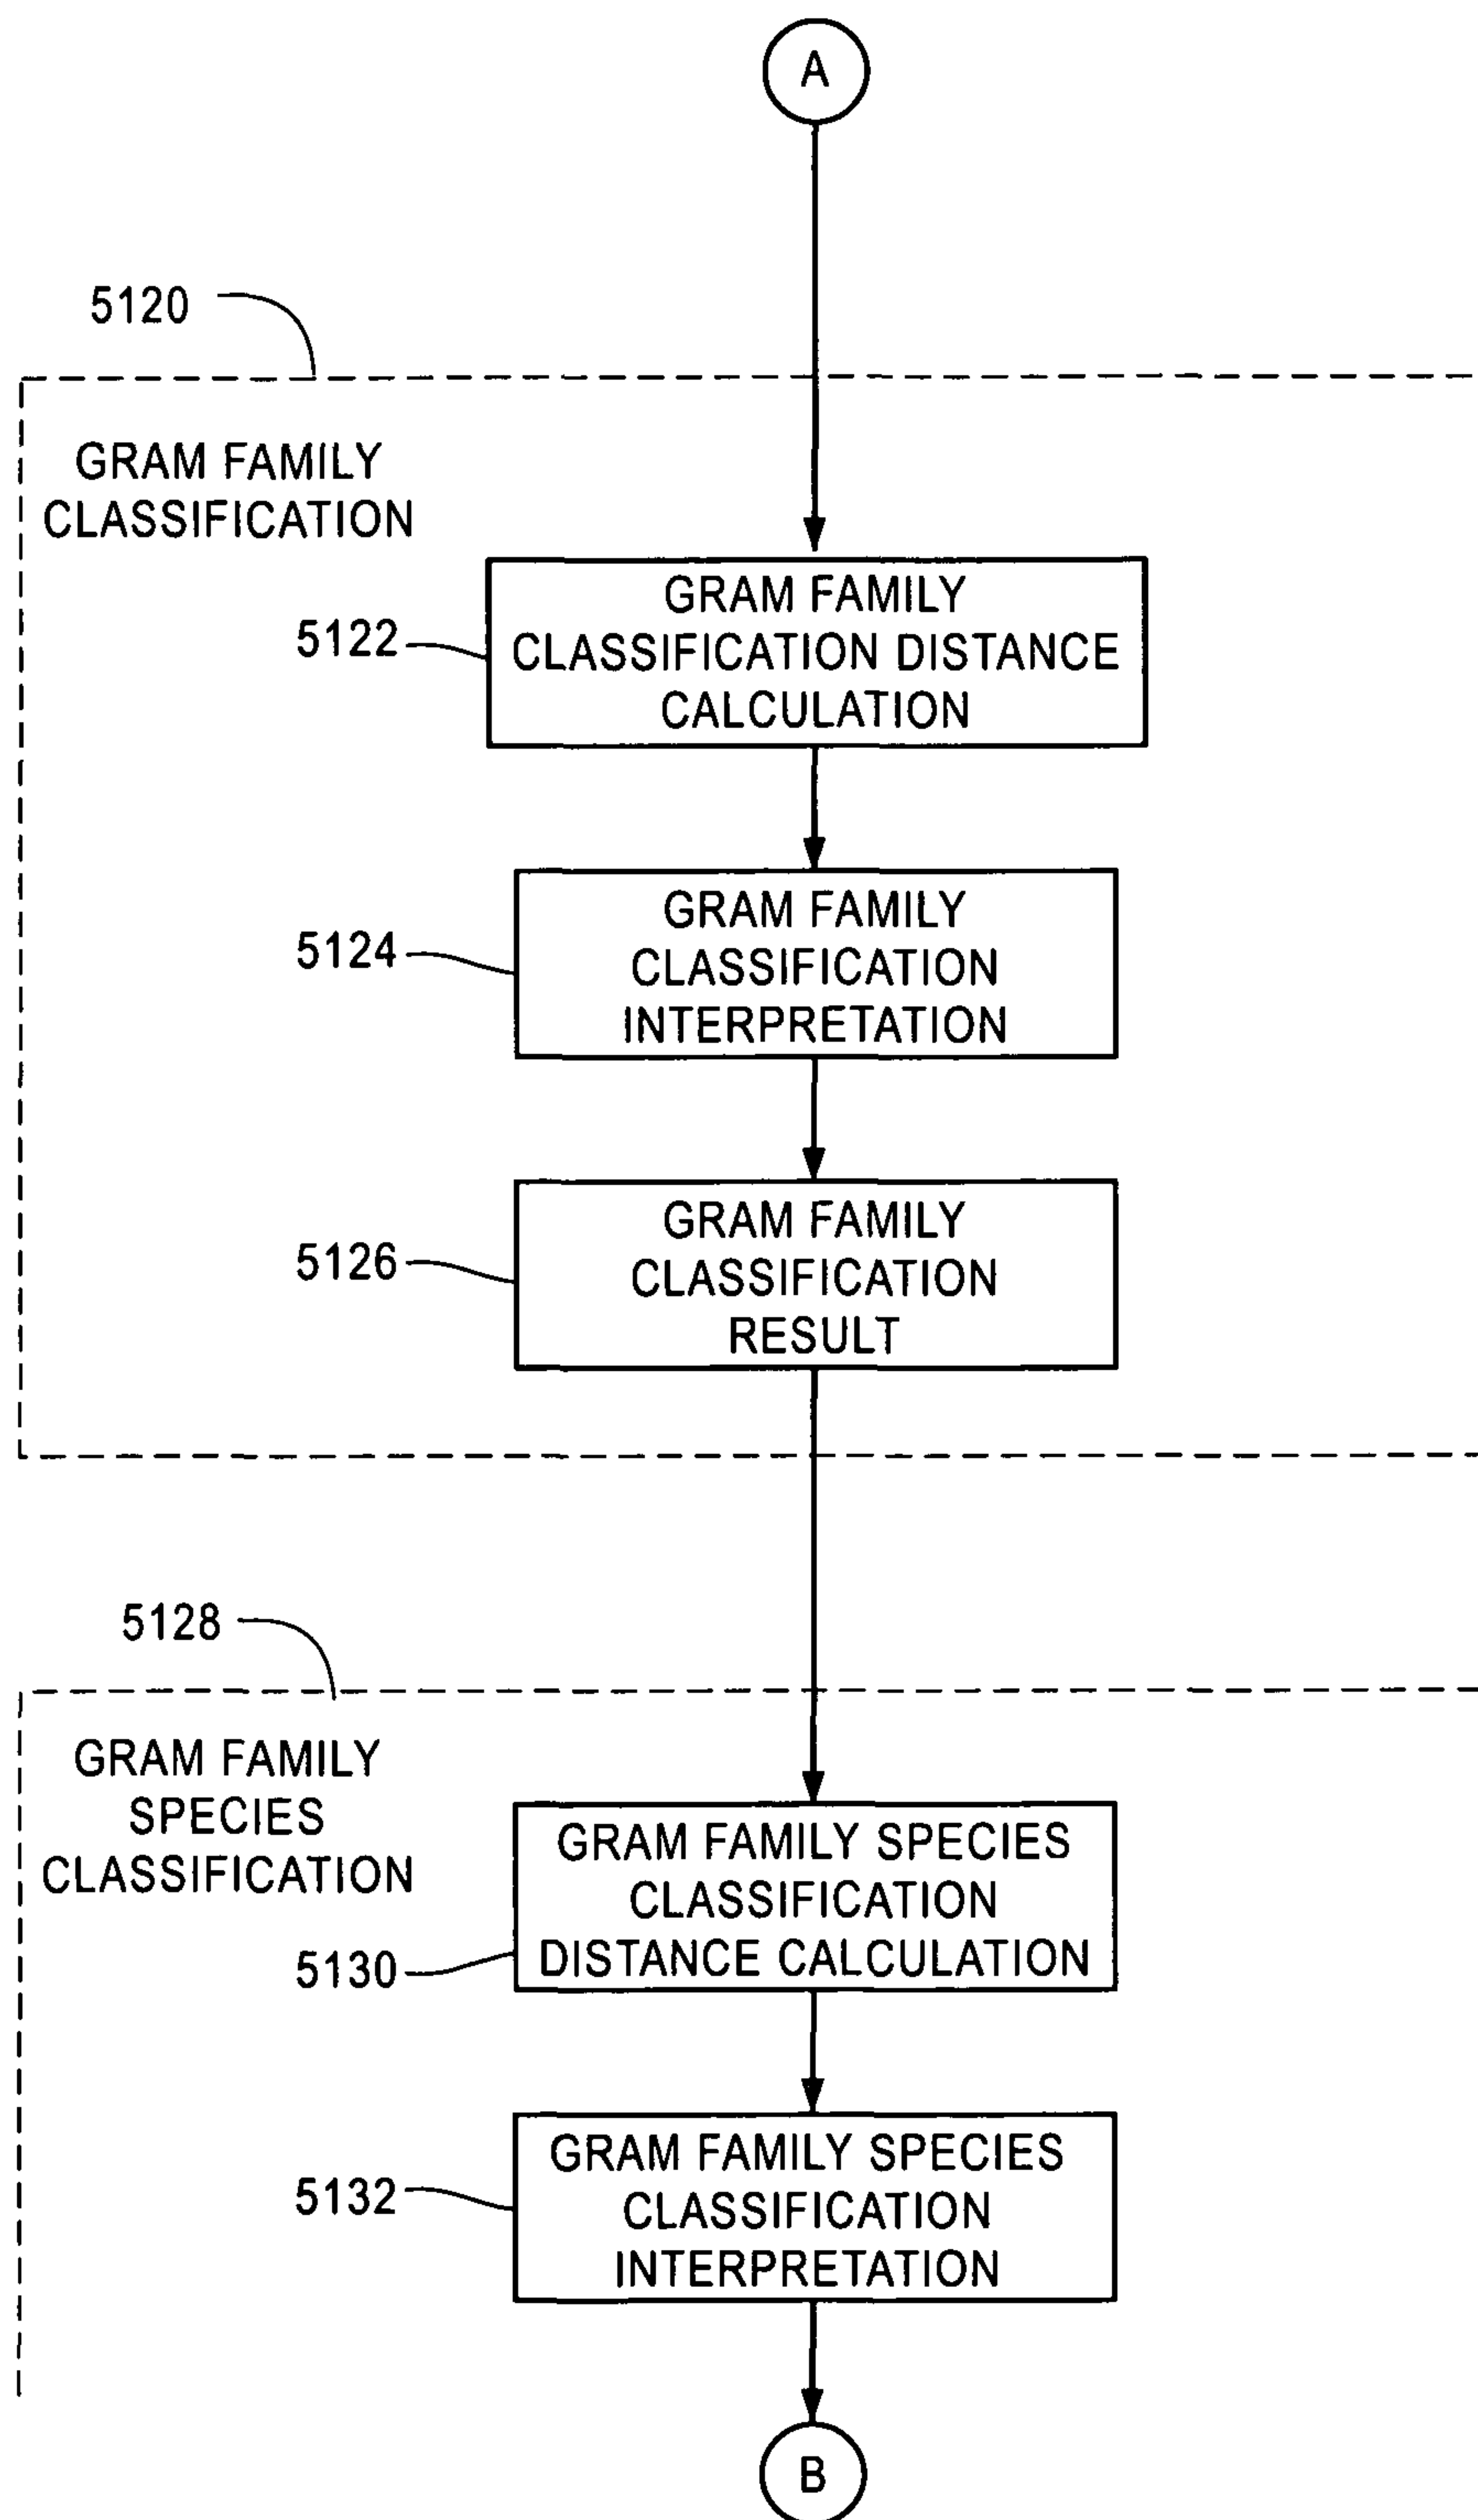 A
5120
GRAM FAMILY
CLASSIFICATION
5122
GRAM FAMILY
CLASSIFICATION DISTANCE
CALCULATION
5124
GRAM FAMILY
CLASSIFICATION
INTERPRETATION
5126
GRAM FAMILY
CLASSIFICATION
RESULT
5128
GRAM FAMILY
SPECIES
CLASSIFICATION
5130
GRAM FAMILY SPECIES
CLASSIFICATION
DISTANCE CALCULATION
5132
GRAM FAMILY SPECIES
CLASSIFICATION
INTERPRETATION
B